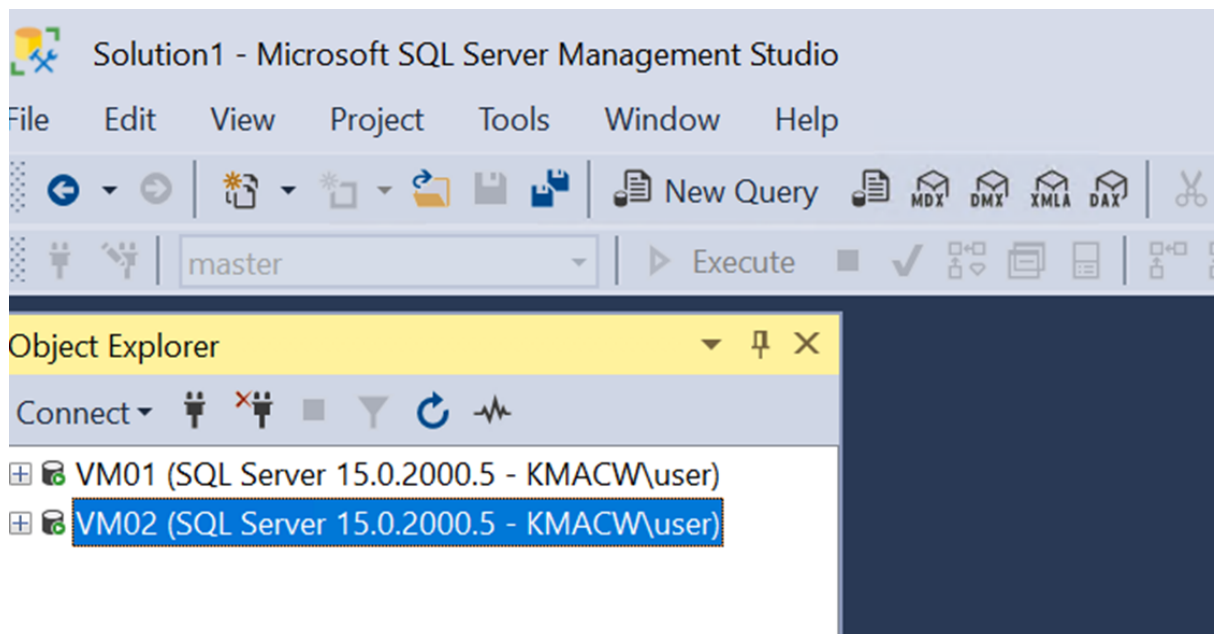 Solution1 - Microsoft SQL Server Management Studio
File Edit View Project Tools Window Help
New Query MDX DMX XMLA DAX
master Execute
Object Explorer
Connect
VM01 (SQL Server 15.0.2000.5 - KMACW\user)
VM02 (SQL Server 15.0.2000.5 - KMACW\user)